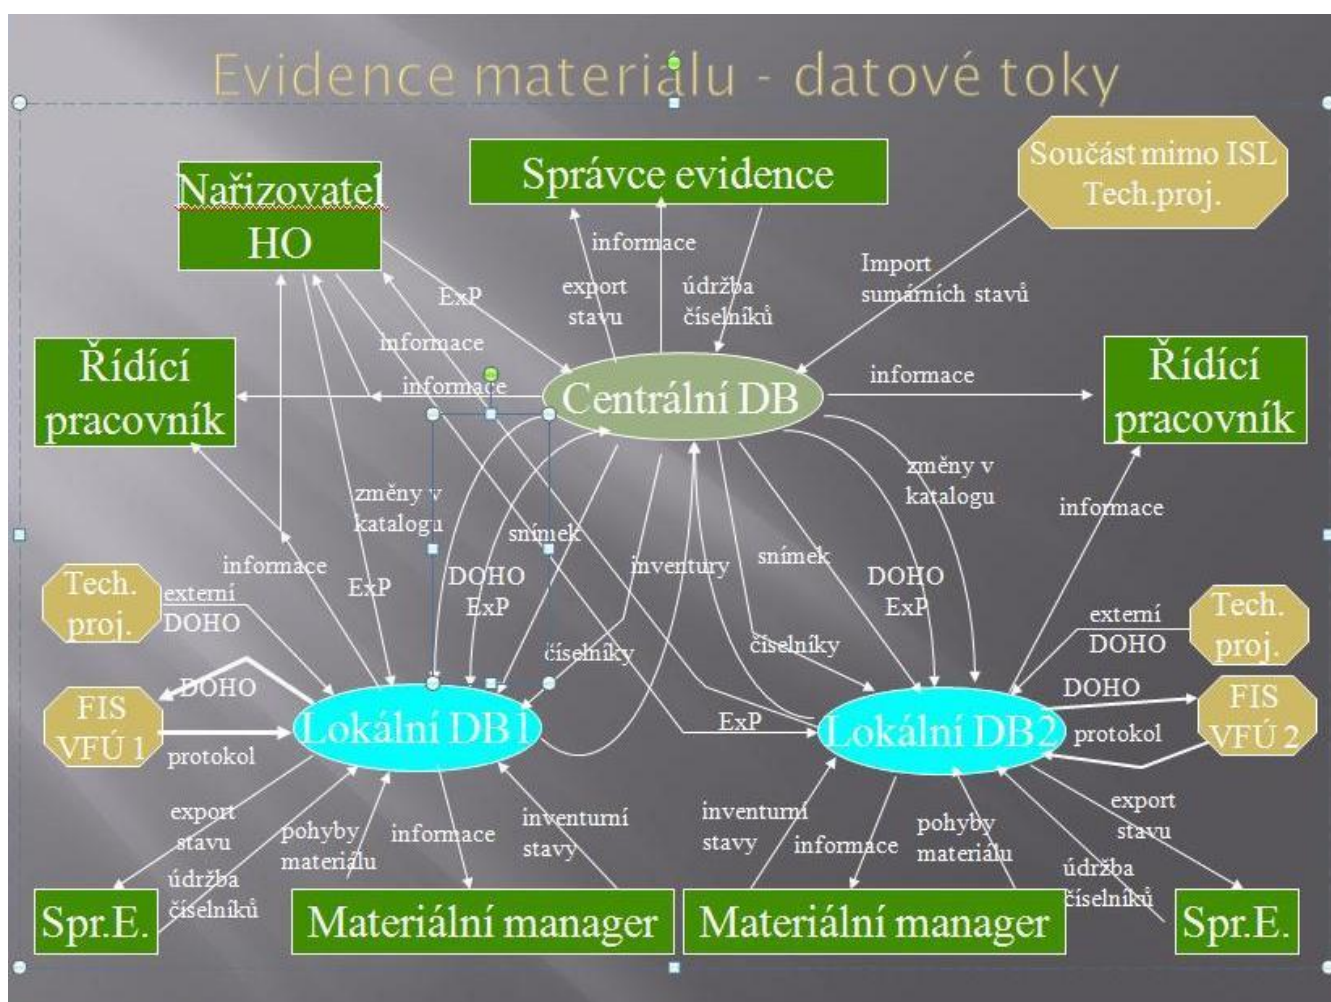 Evidence materiálu - datové toky
Součást mimo ISL
Tech.proj.
Správce evidence
Nařizovatel
HO
informace
export
stavu
údržba
číselníků
Import
sumárních stavů
ExP
informace
informace
Řídící
pracovník
Centrální DB
informace
Řídící
pracovník
změny v
katalogu
změny v
katalogu
informace
snímek
inventury
snímek
informace
Tech.
proj.
externí
DOHO
ExP
DOHO
ExP
DOHO
ExP
číselníky
číselníky
externí
DOHO
Tech.
proj.
DOHO
DOHO
FIS
VFÚ 1
Lokální DB1
ExP
Lokální DB2
FIS
VFÚ 2
protokol
protokol
export
stavu
pohyby
materiálu
informace
inventurní
stavy
inventurní
stavy
informace
pohyby
materiálu
export
stavu
údržba
číselníků
údržba
číselníků
Spr.E.
Materiální manager
Materiální manager
Spr.E.